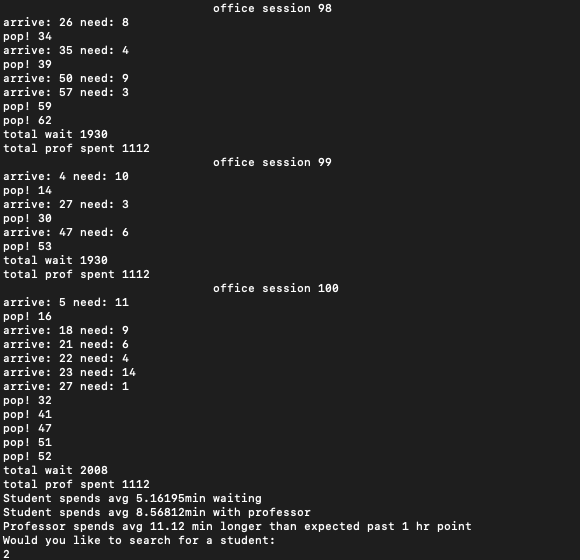 office session 98
arrive: 26 need: 8
pop! 34
arrive: 35 need: 4
pop! 39
arrive: 50 need: 9
arrive: 57 need: 3
pop! 59
pop! 62
total wait 1930
total prof spent 1112
office session 99
arrive: 4 need: 10
pop! 14
arrive: 27 need: 3
pop! 30
arrive: 47 need: 6
pop! 53
total wait 1930
total prof spent 1112
office session 100
arrive: 5 need: 11
pop! 16
arrive: 18 need: 9
arrive: 21 need: 6
arrive: 22 need: 4
arrive: 23 need: 14
arrive: 27 need: 1
pop! 32
pop! 41
pop! 47
pop! 51
pop! 52
total wait 2008
total prof spent 1112
Student spends avg 5.16195min waiting
Student spends avg 8.56812min with professor
Professor spends avg 11.12 min longer than expected past 1 hr point
Would you like to search for a student:
2